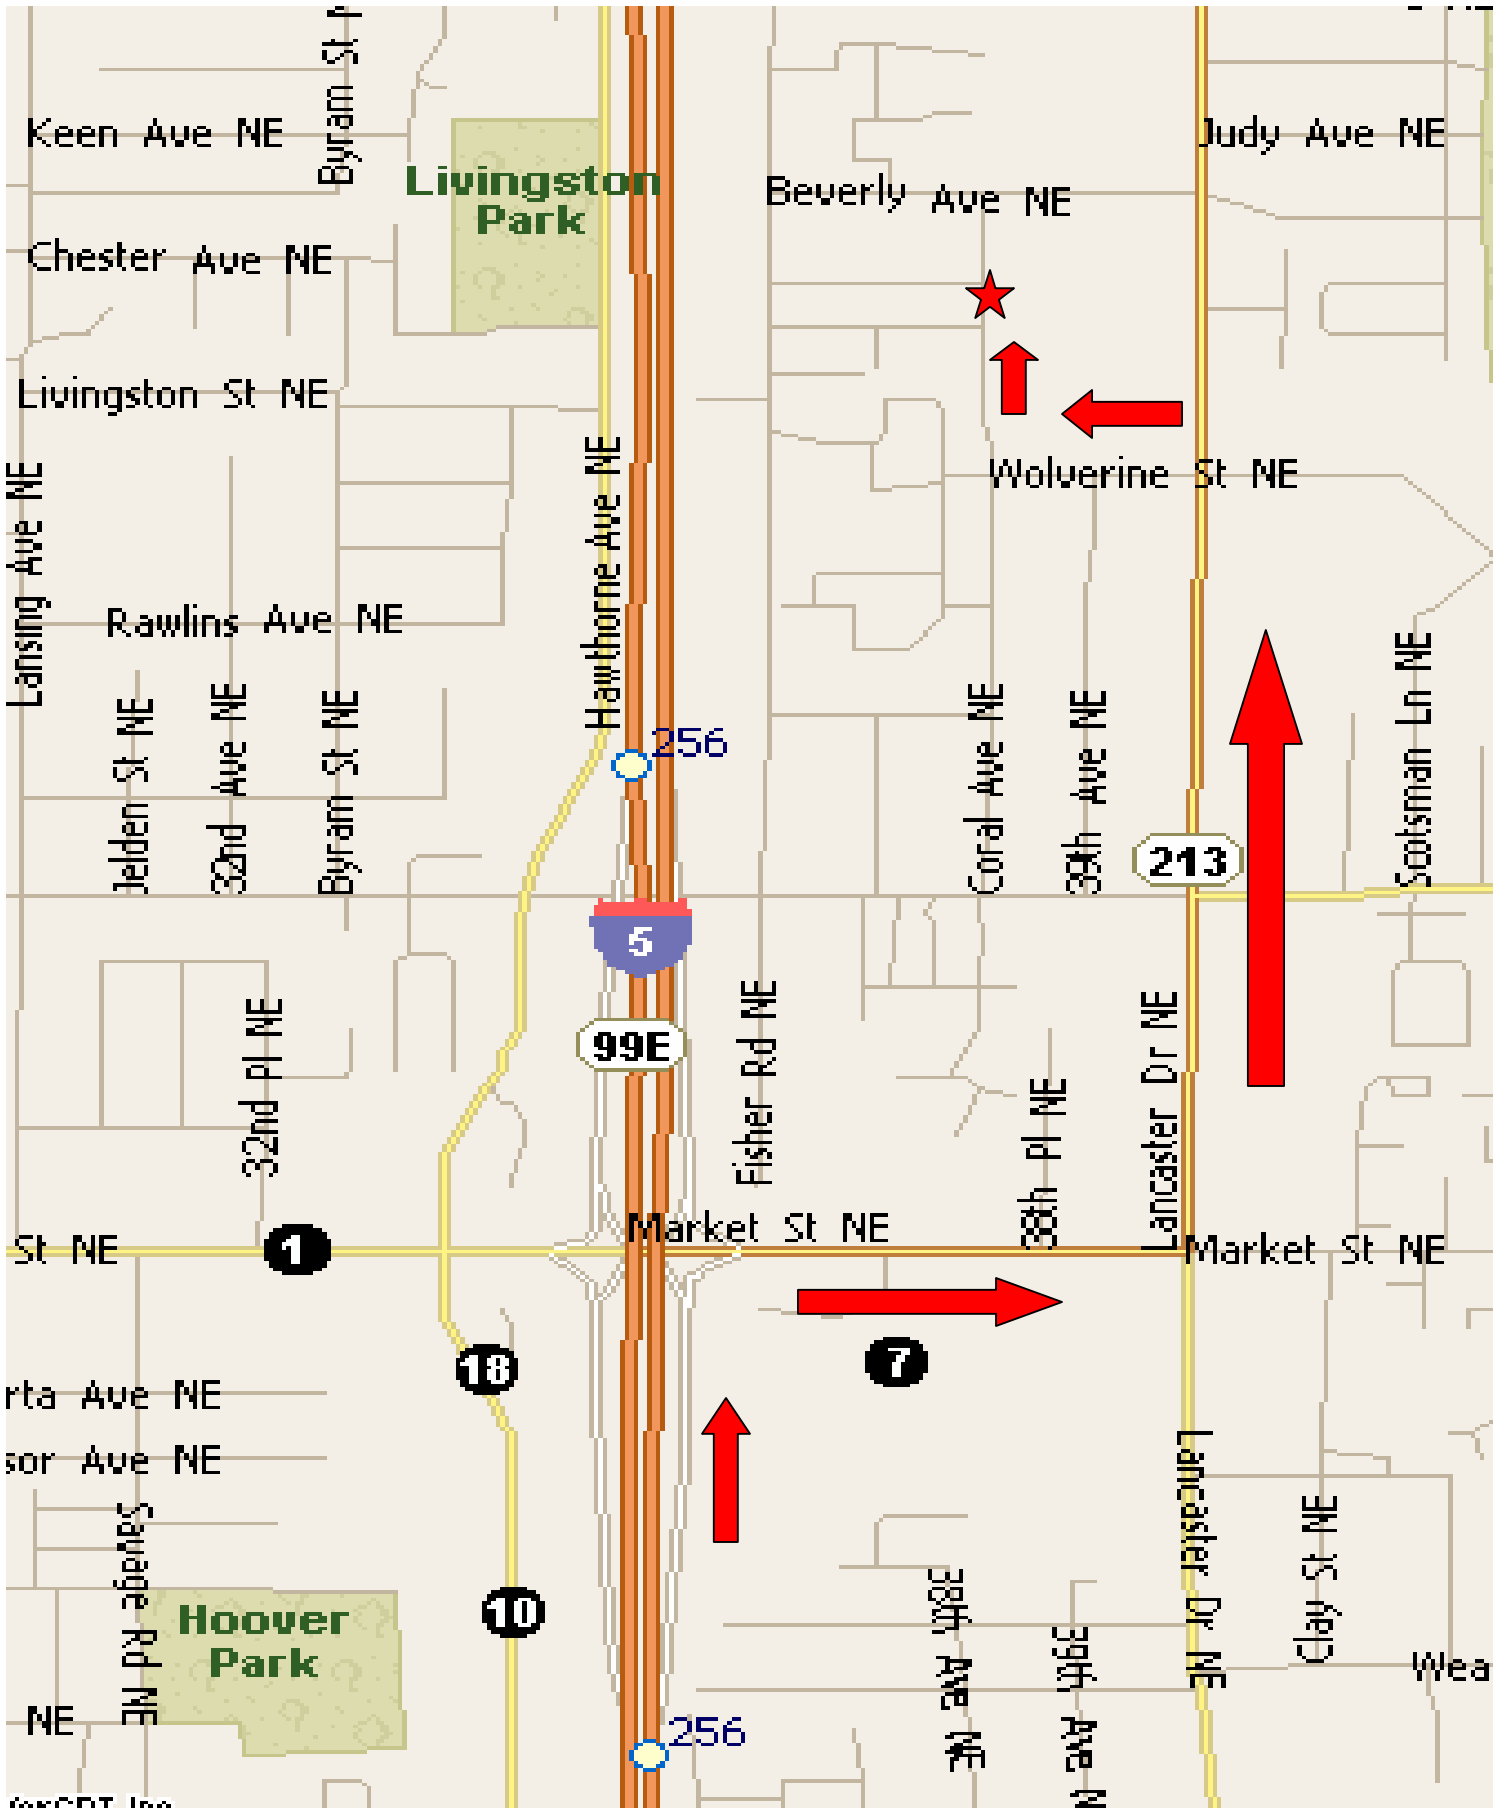 Byram St N
Keen Ave NE
Judy Ave NE
Livingston
Park
Beverly Ave NE
Chester Ave NE
Livingston St NE
Wolverine St NE
Lansing Ave NE
Hawthorne Ave NE
Rawlins Ave NE
256
Jelden St NE
32nd Ave NE
Byram St NE
Coral Ave NE
39th Ave NE
Scotsman Ln NE
213
5
99E
32nd Pl NE
Fisher Rd NE
38th Pl NE
Lancaster Dr NE
Market St NE
St NE
1
Market St NE
18
7
rta Ave NE
sor Ave NE
Savage Rd NE
Lancaster Dr NE
Clay St NE
10
Hoover
Park
38th Ave NE
39th Ave N
Wea
NE
256